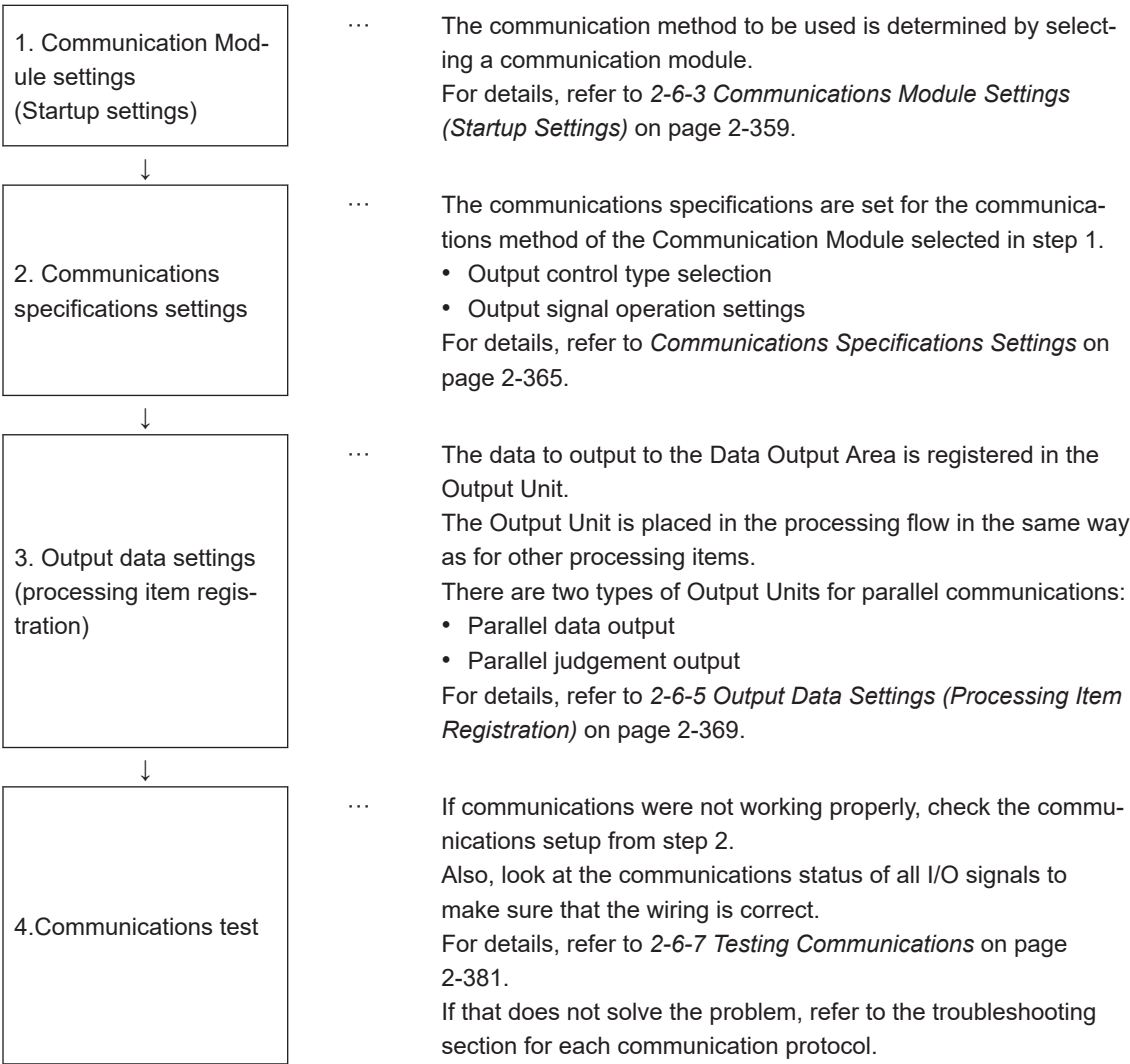 1. Communication Mod-
ule settings
(Startup settings)
… The communication method to be used is determined by select-
ing a communication module.
For details, refer to 2-6-3 Communications Module Settings
(Startup Settings) on page 2-359.
↓
2. Communications
specifications settings
… The communications specifications are set for the communica-
tions method of the Communication Module selected in step 1.
• Output control type selection
• Output signal operation settings
For details, refer to Communications Specifications Settings on
page 2-365.
↓
3. Output data settings
(processing item regis-
tration)
… The data to output to the Data Output Area is registered in the
Output Unit.
The Output Unit is placed in the processing flow in the same way
as for other processing items.
There are two types of Output Units for parallel communications:
• Parallel data output
• Parallel judgement output
For details, refer to 2-6-5 Output Data Settings (Processing Item
Registration) on page 2-369.
↓
4.Communications test
… If communications were not working properly, check the commu-
nications setup from step 2.
Also, look at the communications status of all I/O signals to
make sure that the wiring is correct.
For details, refer to 2-6-7 Testing Communications on page
2-381.
If that does not solve the problem, refer to the troubleshooting
section for each communication protocol.